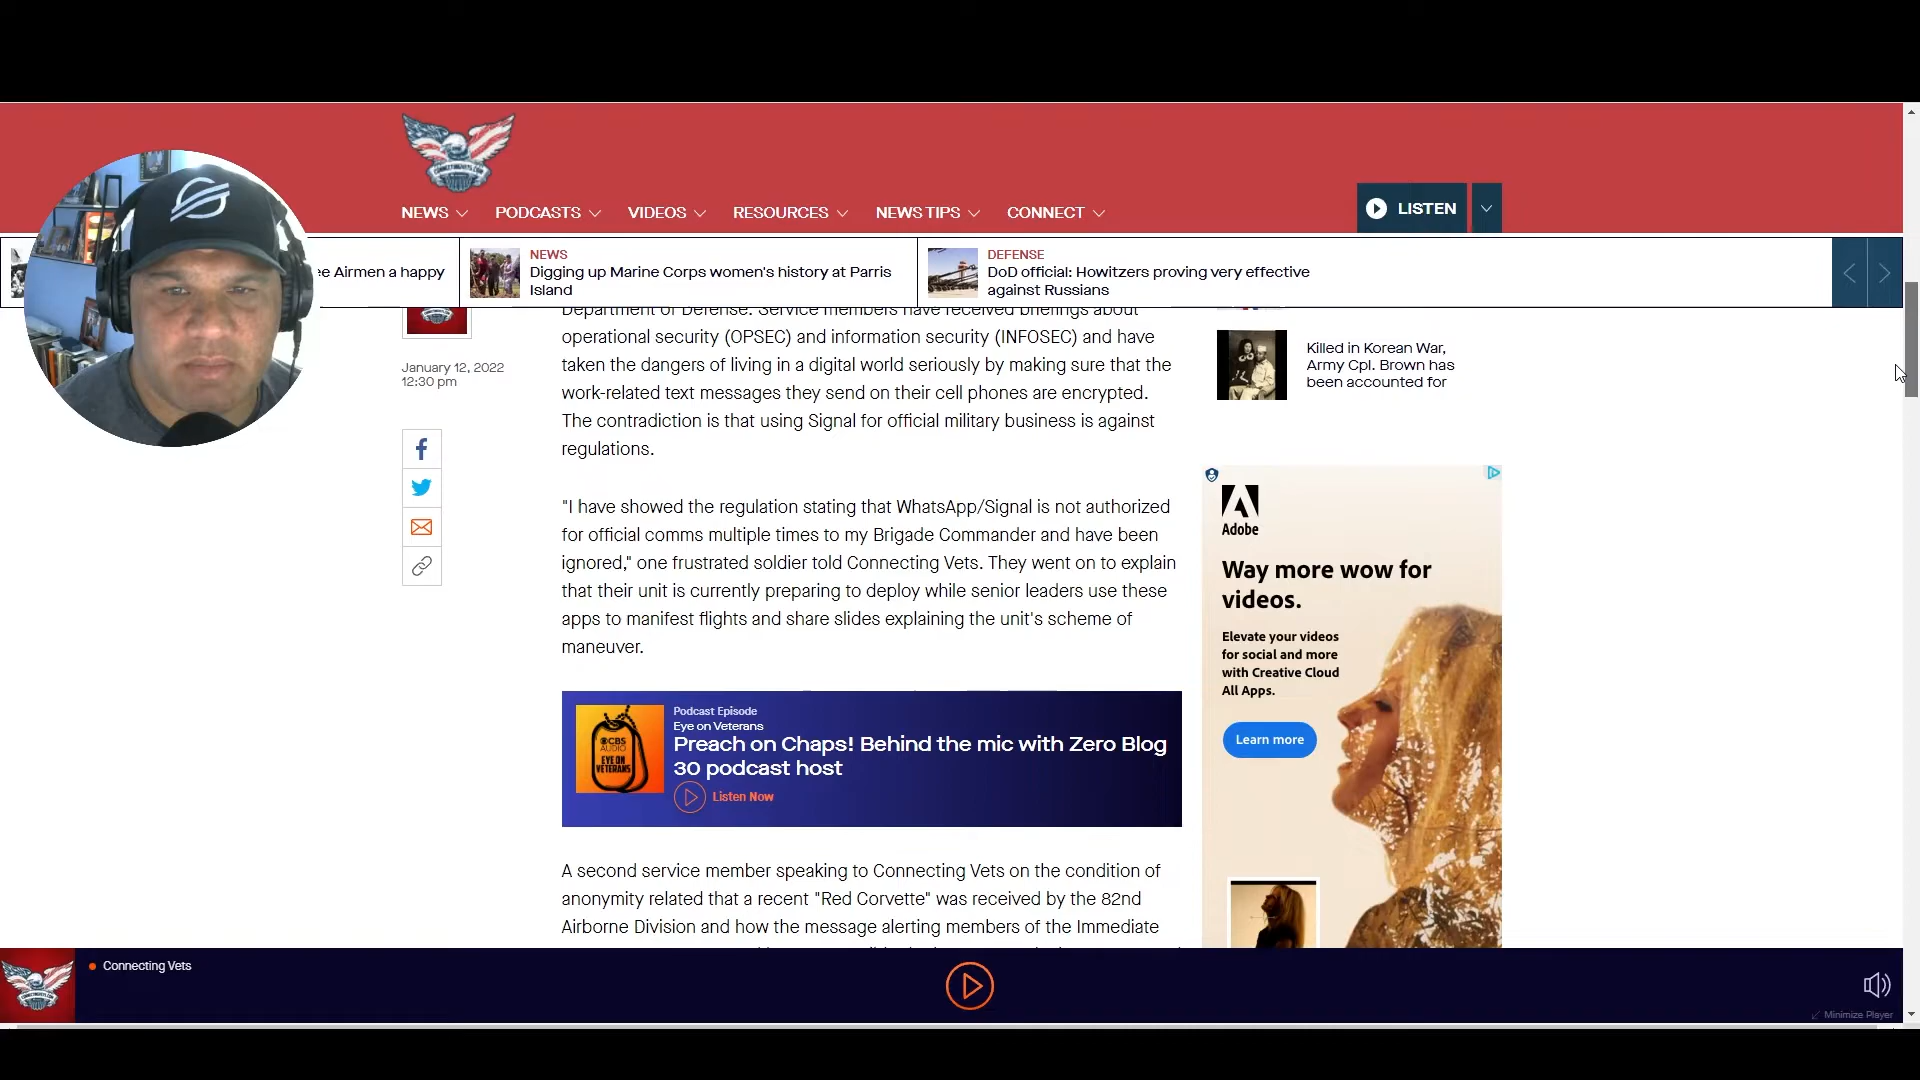 NEWS
PODCASTS
VIDEOS
RESOURCES
NEWS TIPS
CONNECT
LISTEN
ee Airmen a happy
NEWS
Digging up Marine Corps women's history at Parris
Island
DEFENSE
DoD official: Howitzers proving very effective
against Russians
January 12, 2022
12:30 pm
Department of Defense. Service members have received briefings about
operational security (OPSEC) and information security (INFOSEC) and have
taken the dangers of living in a digital world seriously by making sure that the
work-related text messages they send on their cell phones are encrypted.
The contradiction is that using Signal for official military business is against
regulations.
"I have showed the regulation stating that WhatsApp/Signal is not authorized
for official comms multiple times to my Brigade Commander and have been
ignored," one frustrated soldier told Connecting Vets. They went on to explain
that their unit is currently preparing to deploy while senior leaders use these
apps to manifest flights and share slides explaining the unit's scheme of
maneuver.
CBS
AUDIO
EYE ON
VETERANS
Podcast Episode
Eye on Veterans
Preach on Chaps! Behind the mic with Zero Blog
30 podcast host
Listen Now
A second service member speaking to Connecting Vets on the condition of
anonymity related that a recent "Red Corvette" was received by the 82nd
Airborne Division and how the message alerting members of the Immediate
Killed in Korean War,
Army Cpl. Brown has
been accounted for
Adobe
Way more wow for
videos.
Elevate your videos
for social and more
with Creative Cloud
All Apps.
Learn more
Connecting Vets
Minimize Player